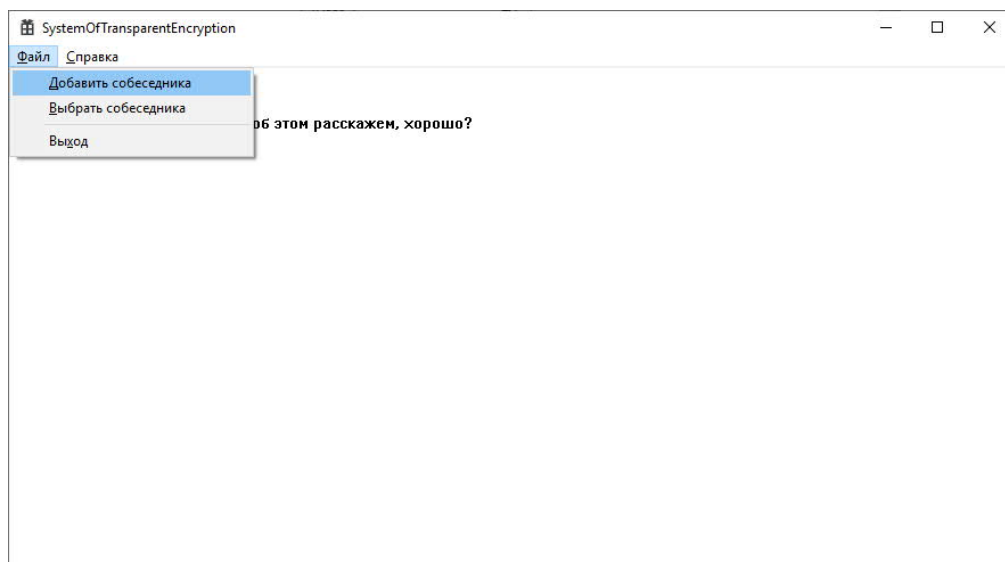 SystemOfTransparentEncryption
Файл Справка
Добавить собеседника
Выбрать собеседника
об этом расскажем, хорошо?
Выход